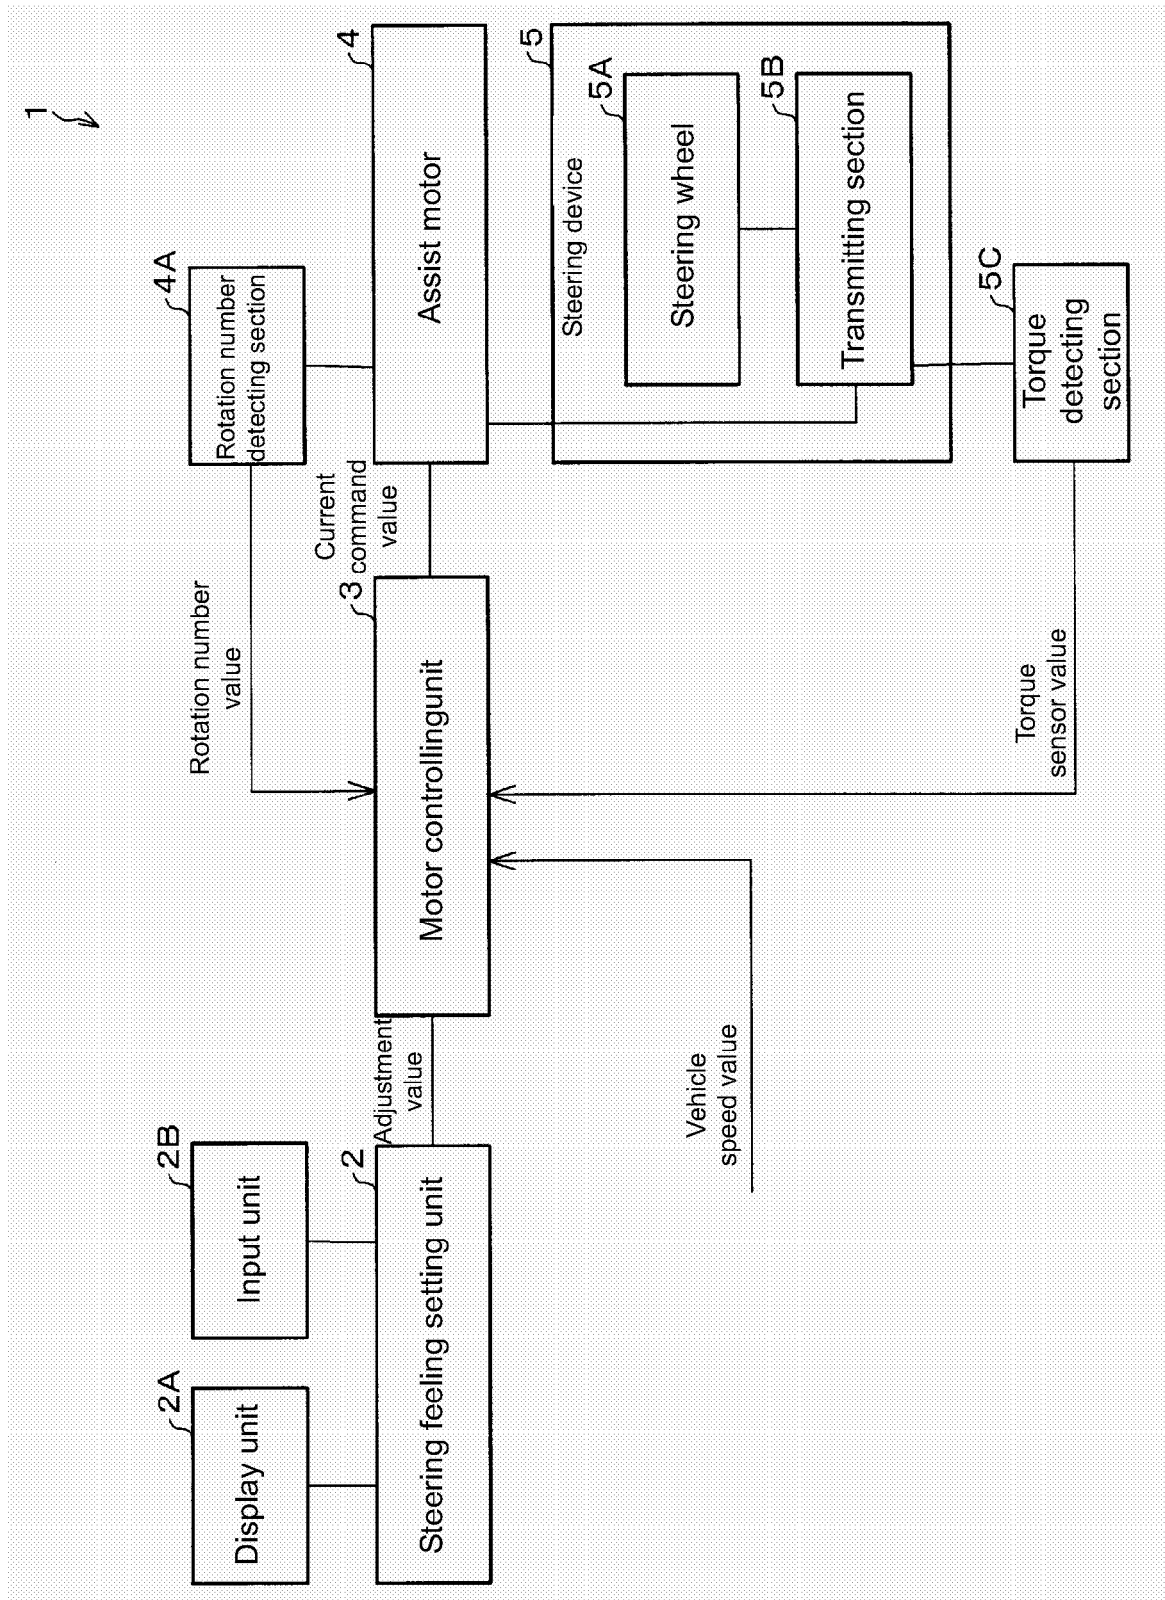 1
2A
Display unit
2B
Input unit
2
Steering feeling setting unit
Adjustment
value
Vehicle
speed value
3
Motor controllingunit
Rotation number
value
Current
command
value
4A
Rotation number
detecting section
4
Assist motor
5
Steering device
5A
Steering wheel
5B
Transmitting section
5C
Torque
detecting
section
Torque
sensor value